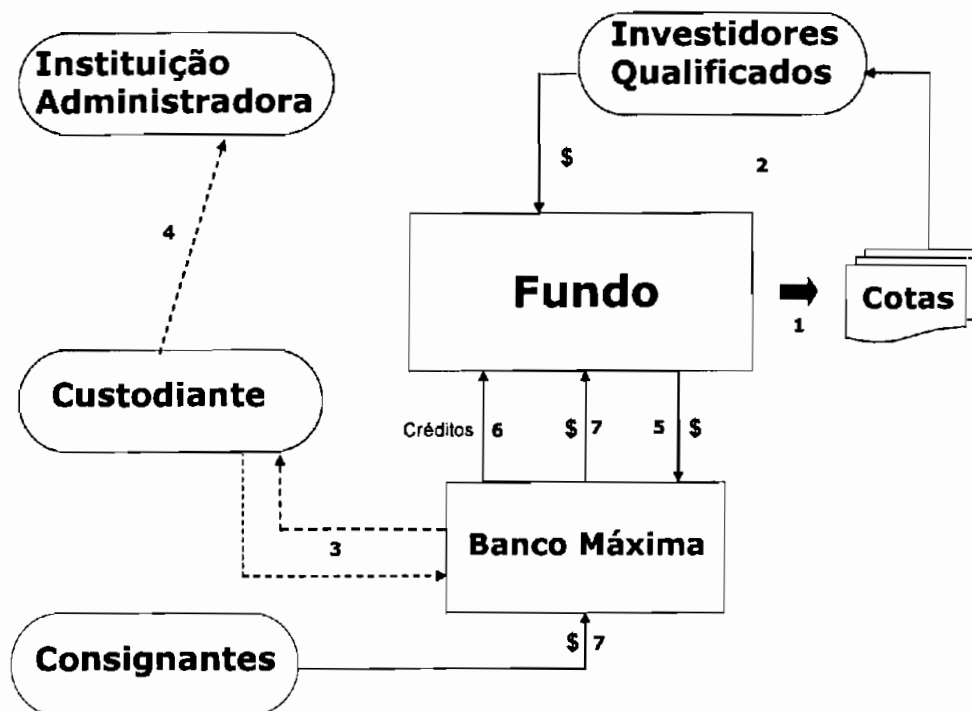 Instituição
Administradora
Investidores
Qualificados
$
2
4
Fundo
1
Cotas
Custodiante
Créditos 6
$ 7
5 $
3
Banco Máxima
$ 7
Consignantes